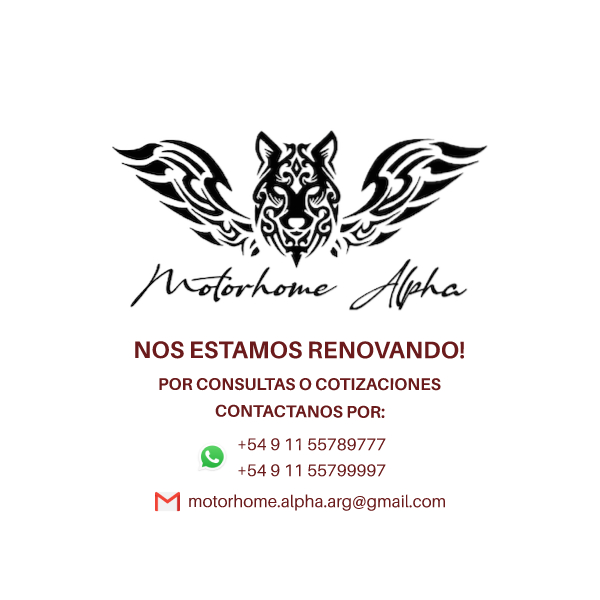 Motorhome Alpha
NOS ESTAMOS RENOVANDO!
POR CONSULTAS O COTIZACIONES
CONTACTANOS POR:
+54 9 11 55789777
+54 9 11 55799997
motorhome.alpha.arg@gmail.com